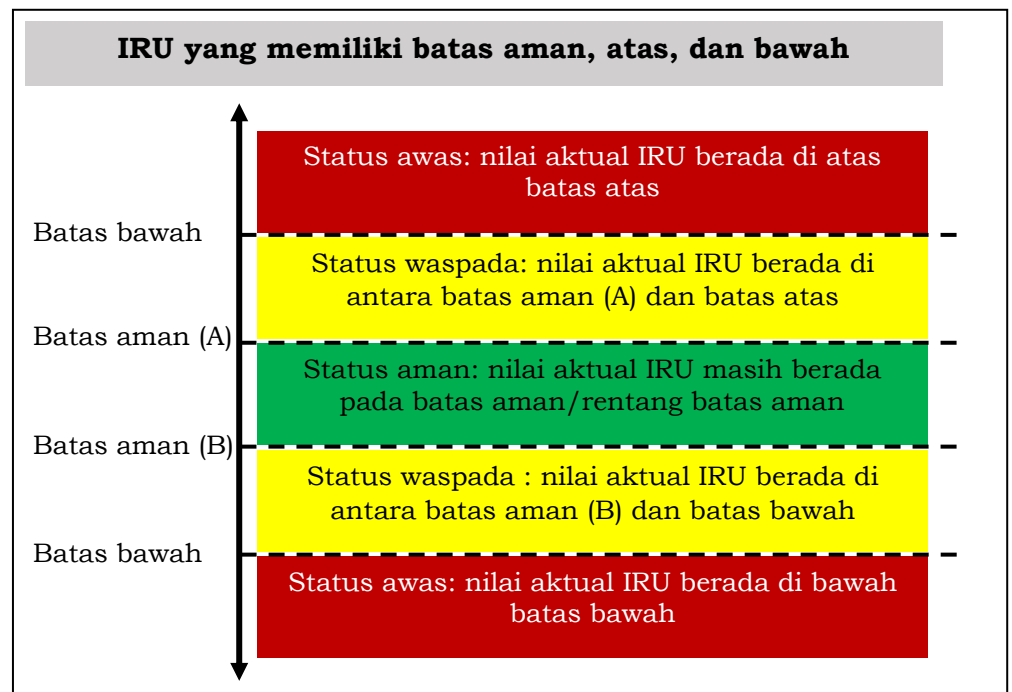 IRU yang memiliki batas aman, atas, dan bawah
Status awas: nilai aktual IRU berada di atas
batas atas
Batas bawah
Status waspada: nilai aktual IRU berada di
antara batas aman (A) dan batas atas
Batas aman (A)
Status aman: nilai aktual IRU masih berada
pada batas aman/rentang batas aman
Batas aman (B)
Status waspada : nilai aktual IRU berada di
antara batas aman (B) dan batas bawah
Batas bawah
Status awas: nilai aktual IRU berada di bawah
batas bawah